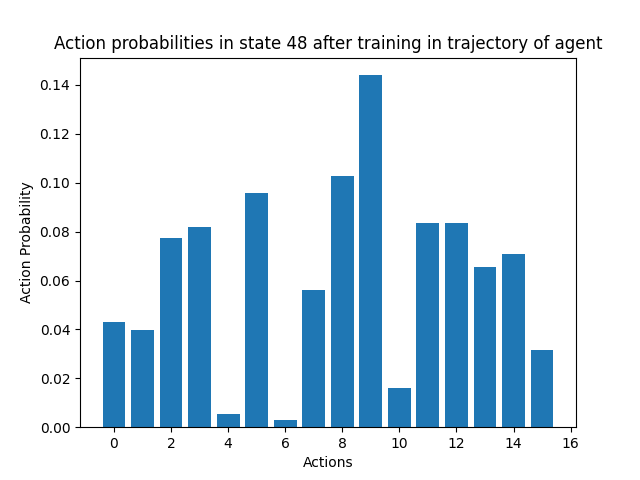 Action probabilities in state 48 after training in trajectory of agent
0.14
0.12
0.10
0.08
0.06
0.04
0.02
0.00
Action Probability
0 2 4 6 8 10 12 14 16
Actions